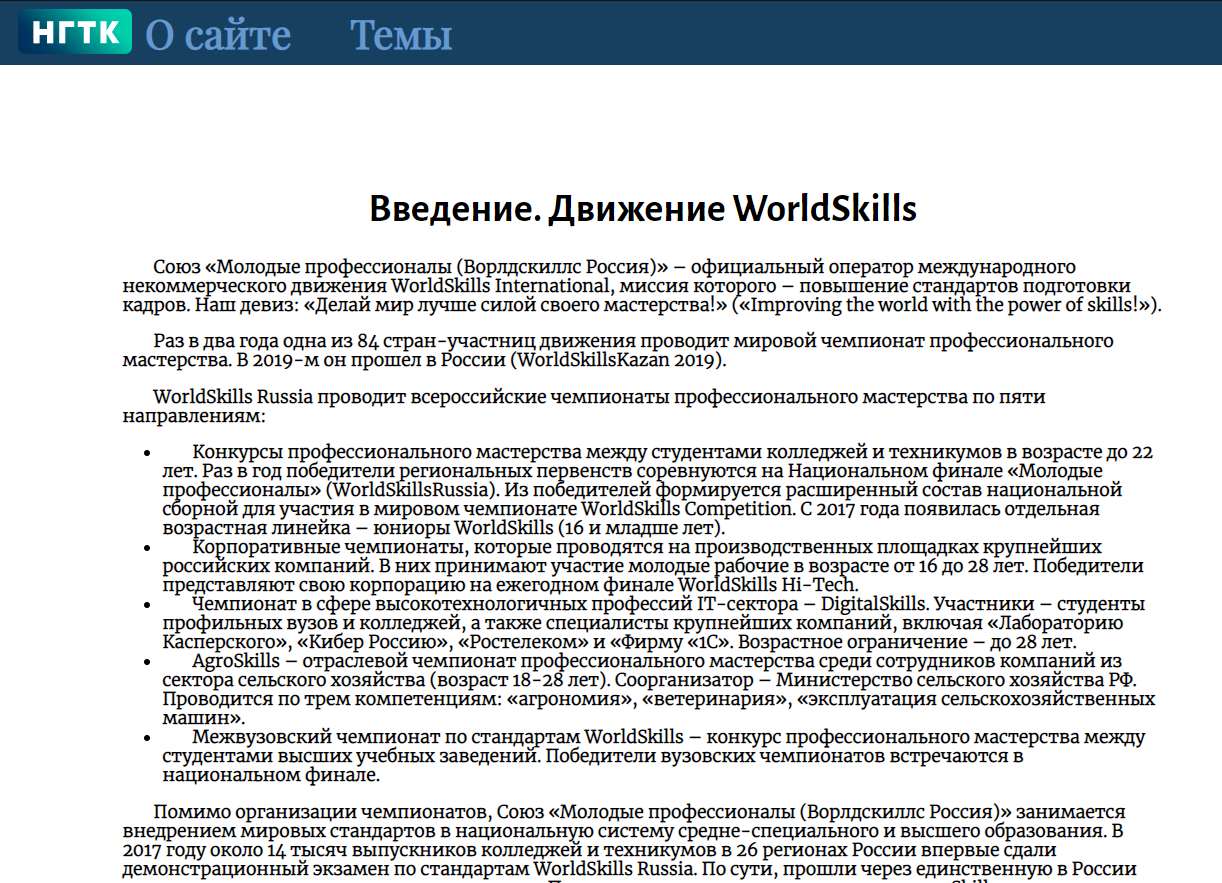 НГТК О сайте Темы
Введение. Движение WorldSkills
Союз «Молодые профессионалы (Ворлдскиллс Россия)» – официальный оператор международного
некоммерческого движения WorldSkills International, миссия которого – повышение стандартов подготовки
кадров. Наш девиз: «Делай мир лучше силой своего мастерства!» («Improving the world with the power of skills!»).
Раз в два года одна из 84 стран-участниц движения проводит мировой чемпионат профессионального
мастерства. В 2019-м он прошел в России (WorldSkillsKazan 2019).
WorldSkills Russia проводит всероссийские чемпионаты профессионального мастерства по пяти
направлениям:
• Конкурсы профессионального мастерства между студентами колледжей и техникумов в возрасте до 22
лет. Раз в год победители региональных первенств соревнуются на Национальном финале «Молодые
профессионалы» (WorldSkillsRussia). Из победителей формируется расширенный состав национальной
сборной для участия в мировом чемпионате WorldSkills Competition. С 2017 года появилась отдельная
возрастная линейка – юниоры WorldSkills (16 и младше лет).
• Корпоративные чемпионаты, которые проводятся на производственных площадках крупнейших
российских компаний. В них принимают участие молодые рабочие в возрасте от 16 до 28 лет. Победители
представляют свою корпорацию на ежегодном финале WorldSkills Hi-Tech.
• Чемпионат в сфере высокотехнологичных профессий IT-сектора – DigitalSkills. Участники – студенты
профильных вузов и колледжей, а также специалисты крупнейших компаний, включая «Лабораторию
Касперского», «Кибер Россию», «Ростелеком» и «Фирму «1С». Возрастное ограничение – до 28 лет.
• AgroSkills – отраслевой чемпионат профессионального мастерства среди сотрудников компаний из
сектора сельского хозяйства (возраст 18-28 лет). Соорганизатор – Министерство сельского хозяйства РФ.
Проводится по трем компетенциям: «агрономия», «ветеринария», «эксплуатация сельскохозяйственных
машин».
• Межвузовский чемпионат по стандартам WorldSkills – конкурс профессионального мастерства между
студентами высших учебных заведений. Победители вузовских чемпионатов встречаются в
национальном финале.
Помимо организации чемпионатов, Союз «Молодые профессионалы (Ворлдскиллс Россия)» занимается
внедрением мировых стандартов в национальную систему средне-специального и высшего образования. В
2017 году около 14 тысяч выпускников колледжей и техникумов в 26 регионах России впервые сдали
демонстрационный экзамен по стандартам WorldSkills Russia. По сути, прошли через единственную в России